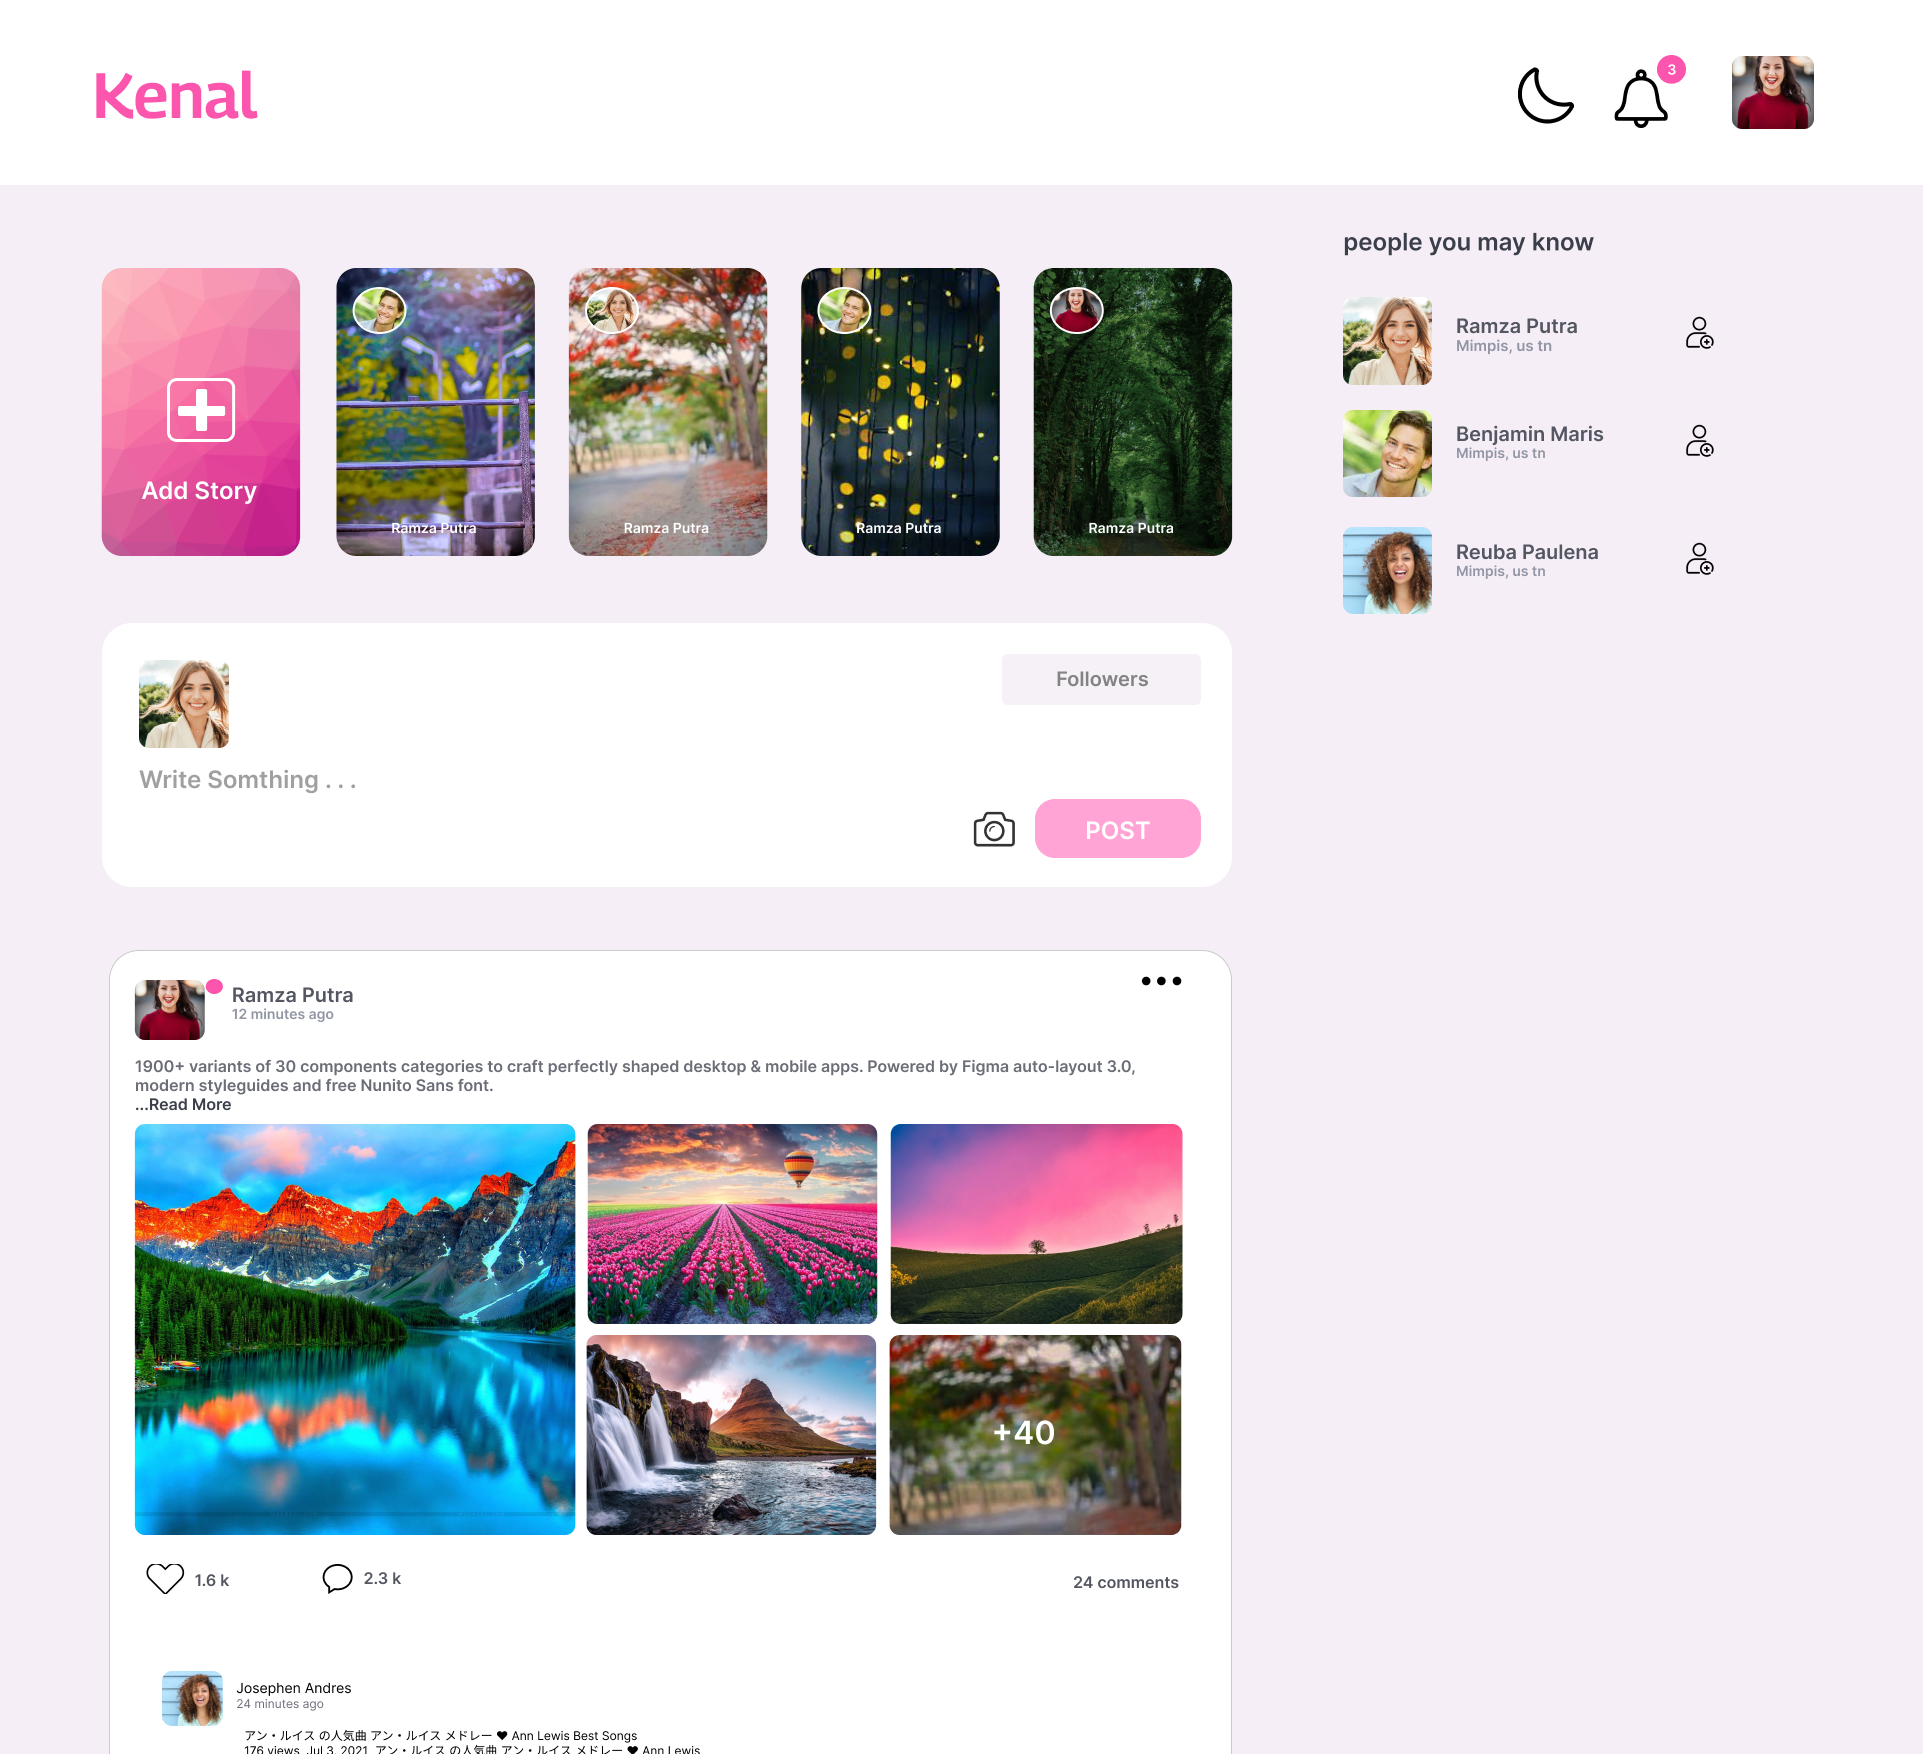 Kenal
3
people you may know
Add Story
Ramza Putra
Ramza Putra
Ramza Putra
Ramza Putra
Ramza Putra
Mimpis, us tn
Benjamin Maris
Mimpis, us tn
Reuba Paulena
Mimpis, us tn
Followers
Write Somthing . . .
POST
Ramza Putra
12 minutes ago
1900+ variants of 30 components categories to craft perfectly shaped desktop & mobile apps. Powered by Figma auto-layout 3.0,
modern styleguides and free Nunito Sans font.
...Read More
+40
1.6 k
2.3 k
24 comments
Josephen Andres
24 minutes ago
アン・ルイス の人気曲 アン・ルイス メドレー ❤ Ann Lewis Best Songs
176 views  Jul 3, 2021  アン・ルイス の人気曲 アン・ルイス メドレー ❤ Ann Lewis